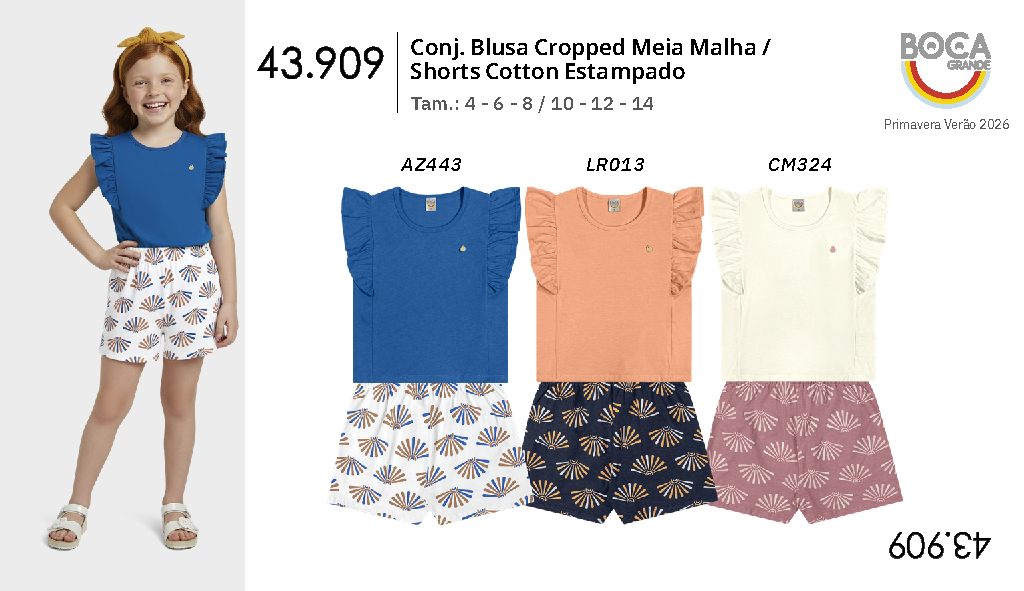 43.909
Conj. Blusa Cropped Meia Malha /
Shorts Cotton Estampado
Tam.: 4 - 6 - 8 / 10 - 12 - 14
BOCA
GRANDE
Primavera Verão 2026
AZ443
LR013
CM324
43.909